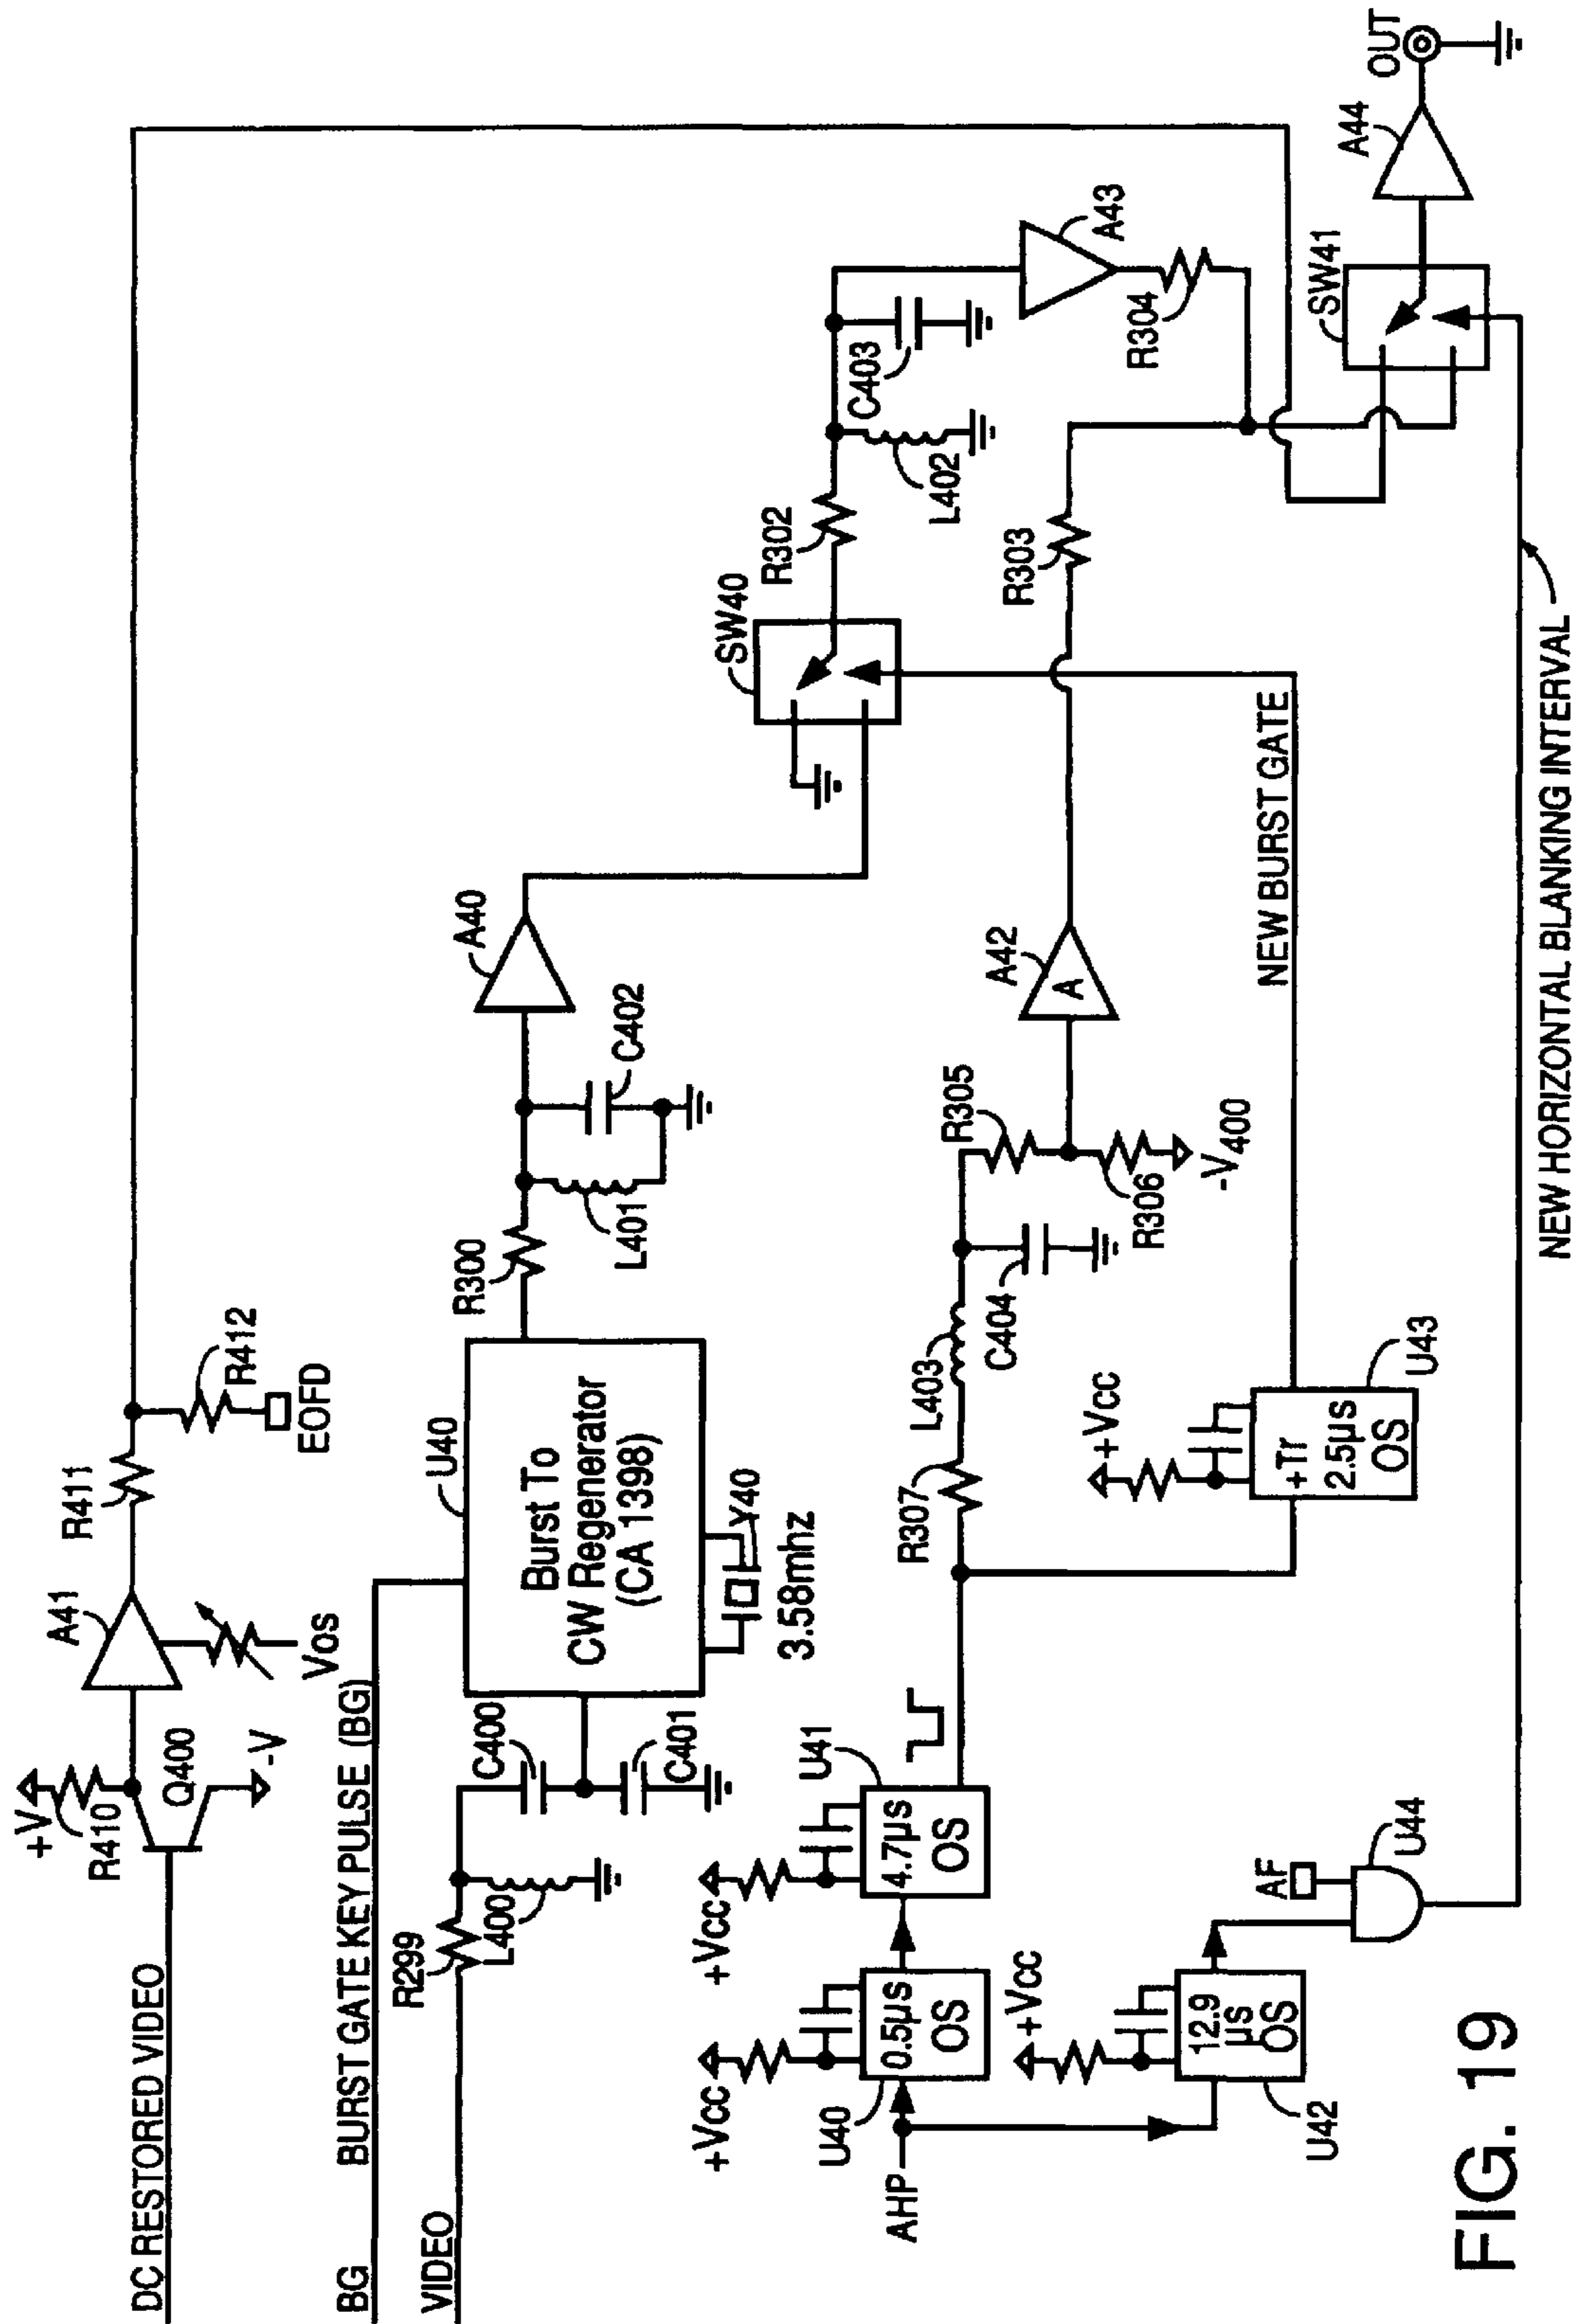 DC RESTORED VIDEO
+V
R410
Q400
-V
A41
VOS
R411
R412
EOFD
BG
BURST GATE KEY PULSE (BG)
VIDEO
R299
L400
C400
C401
U40
Burst To
CW Regenerator
(CA 1398)
Y40
3.58mhz
R300
L401
C402
A40
SW40
R302
L402
C403
A43
R304
AHP
U40
+VCC
0.5µs
OS
+VCC
U41
4.7µs
OS
R307
L403
C404
R305
R306
-V400
A42
A
R303
+VCC
U42
12.9
µs
OS
AF
U44
+VCC
+Tr
2.5µs
OS
U43
NEW BURST GATE
NEW HORIZONTAL BLANKING INTERVAL
SW41
A44
OUT
FIG. 19